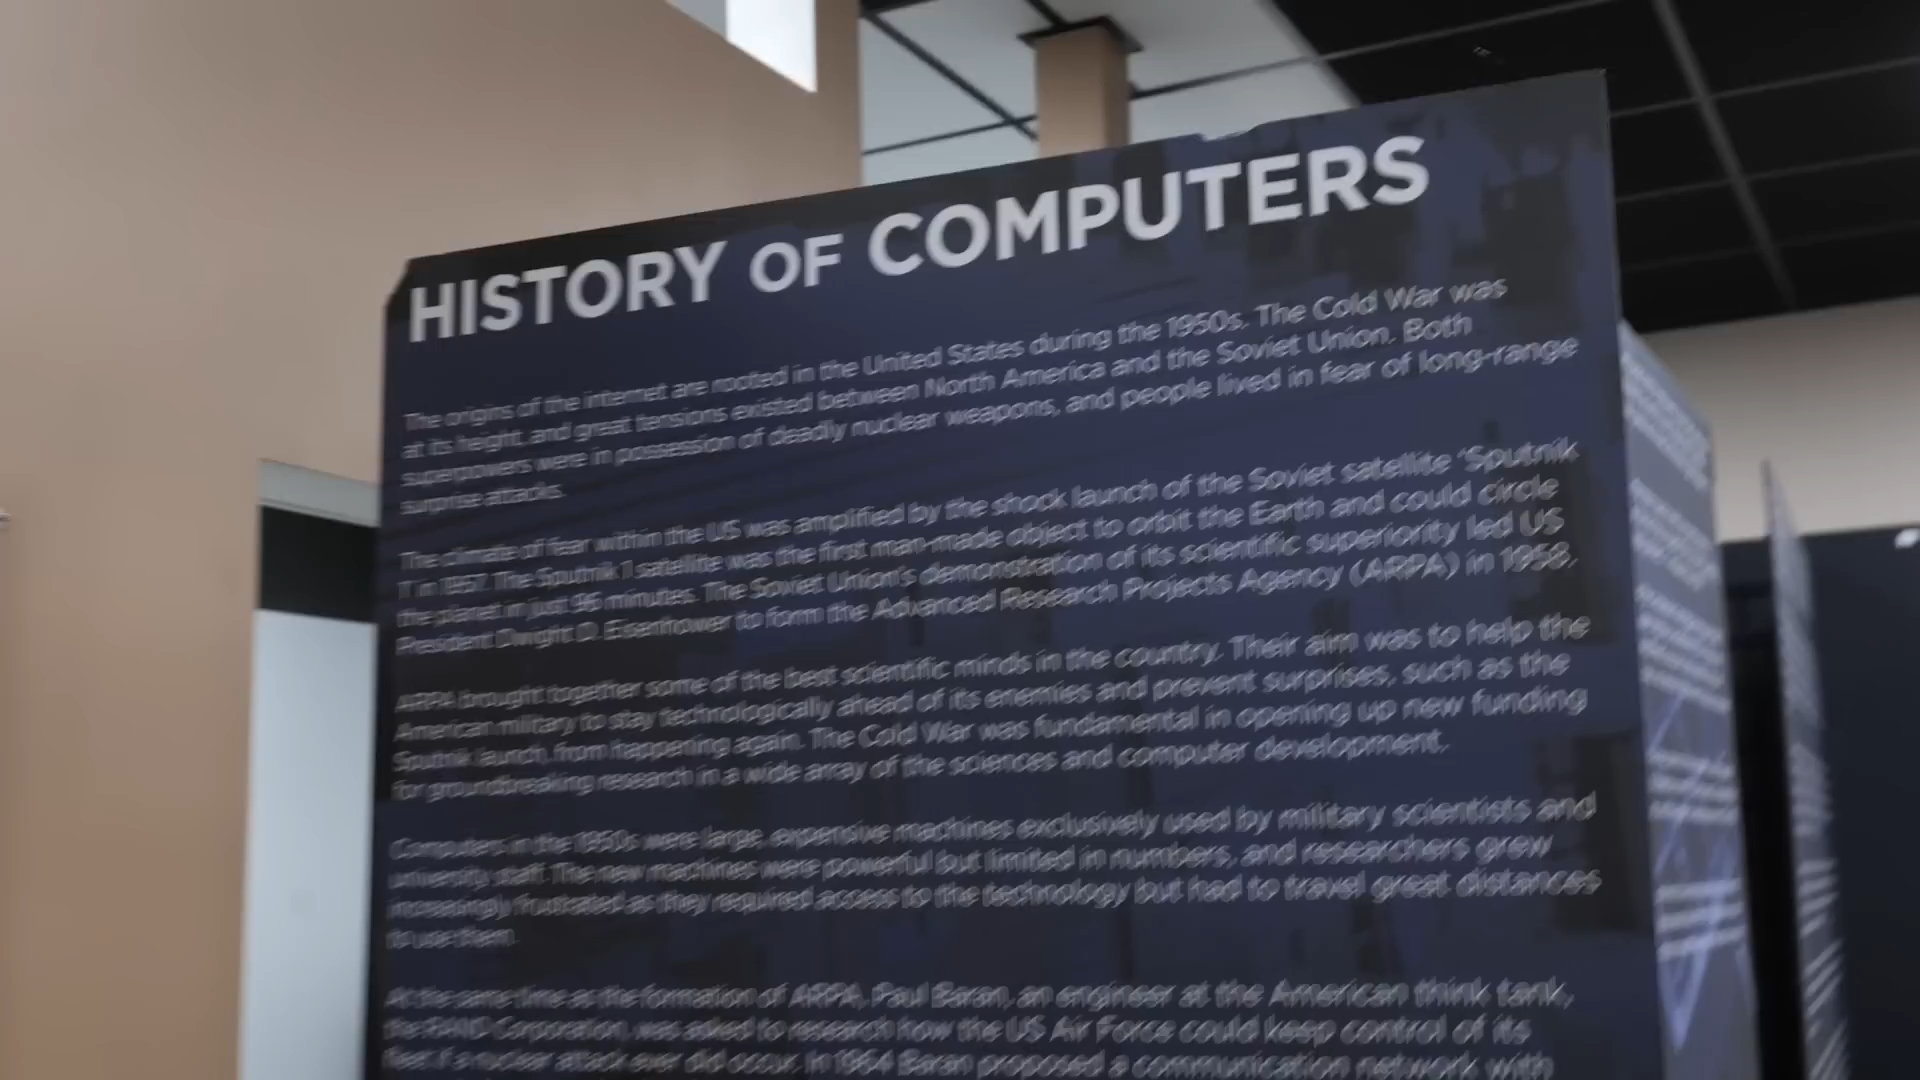 HISTORY OF COMPUTERS
The origins of the internet are rooted in the United States during the 1950s. The Cold War was
at its height, and great tensions existed between North America and the Soviet Union. Both
superpowers were in possession of deadly nuclear weapons, and people lived in fear of long-range
surprise attacks.
The climate of fear within the US was amplified by the shock launch of the Soviet satellite 'Sputnik
1' in 1957. The Sputnik 1 satellite was the first man-made object to orbit the Earth and could circle
the planet in just 96 minutes. The Soviet Union's demonstration of its scientific superiority led US
President Dwight D. Eisenhower to form the Advanced Research Projects Agency (ARPA) in 1958.
ARPA brought together some of the best scientific minds in the country. Their aim was to help the
American military to stay technologically ahead of its enemies and prevent surprises, such as the
Sputnik launch, from happening again. The Cold War was fundamental in opening up new funding
for groundbreaking research in a wide array of the sciences and computer development.
Computers in the 1950s were large, expensive machines exclusively used by military scientists and
university staff. The new machines were powerful but limited in numbers, and researchers grew
increasingly frustrated as they required access to the technology but had to travel great distances
to use them.
At the same time as the formation of ARPA, Paul Baran, an engineer at the American think tank,
the RAND Corporation, was asked to research how the US Air Force could keep control of its
fleet if a nuclear attack ever did occur. In 1964 Baran proposed a communication network with